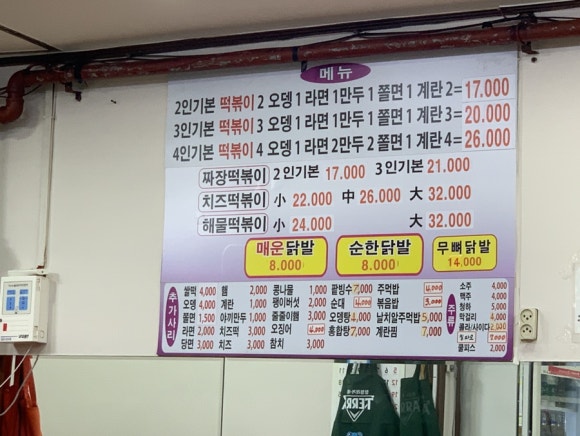 메뉴
2인기본 떡볶이 2 오뎅 1 라면 1 만두 1 쫄면 1 계란 2= 17.000
3인기본 떡볶이 3 오뎅 1 라면 1 만두 1 쫄면 1 계란 3= 20.000
4인기본 떡볶이 4 오뎅 1 라면 2 만두 2 쫄면 1 계란 4= 26.000
짜장떡볶이 2인기본 17.000 3인기본 21.000
치즈떡볶이 小 22.000 中 26.000 大 32.000
해물떡볶이 小 24.000 大 32.000
매운닭발 8.000 순한닭발 8.000 무뼈닭발 14,000
추가사리
쌀떡 4,000 햄 2,000 콩나물 1,000 팥빙수 7,000 주먹밥 4,000
오뎅 4,000 계란 1,000 팽이버섯 2,000 순대 4,000 볶음밥 3,000
쫄면 1,500 야끼만두 1,000 줄줄이햄 3,000 오뎅탕 4,000 날치알주먹밥 5,000
라면 2,000 치즈떡 3,000 오징어 4,000 홍합탕 7,000 계란찜 7,000
당면 3,000 치즈 3,000 참치 3,000
주류
소주 4,000
맥주 4,000
청하 5,000
막걸리 4,000
콜라/사이다 2,000
2,000
쿨피스 2,000
TERRA